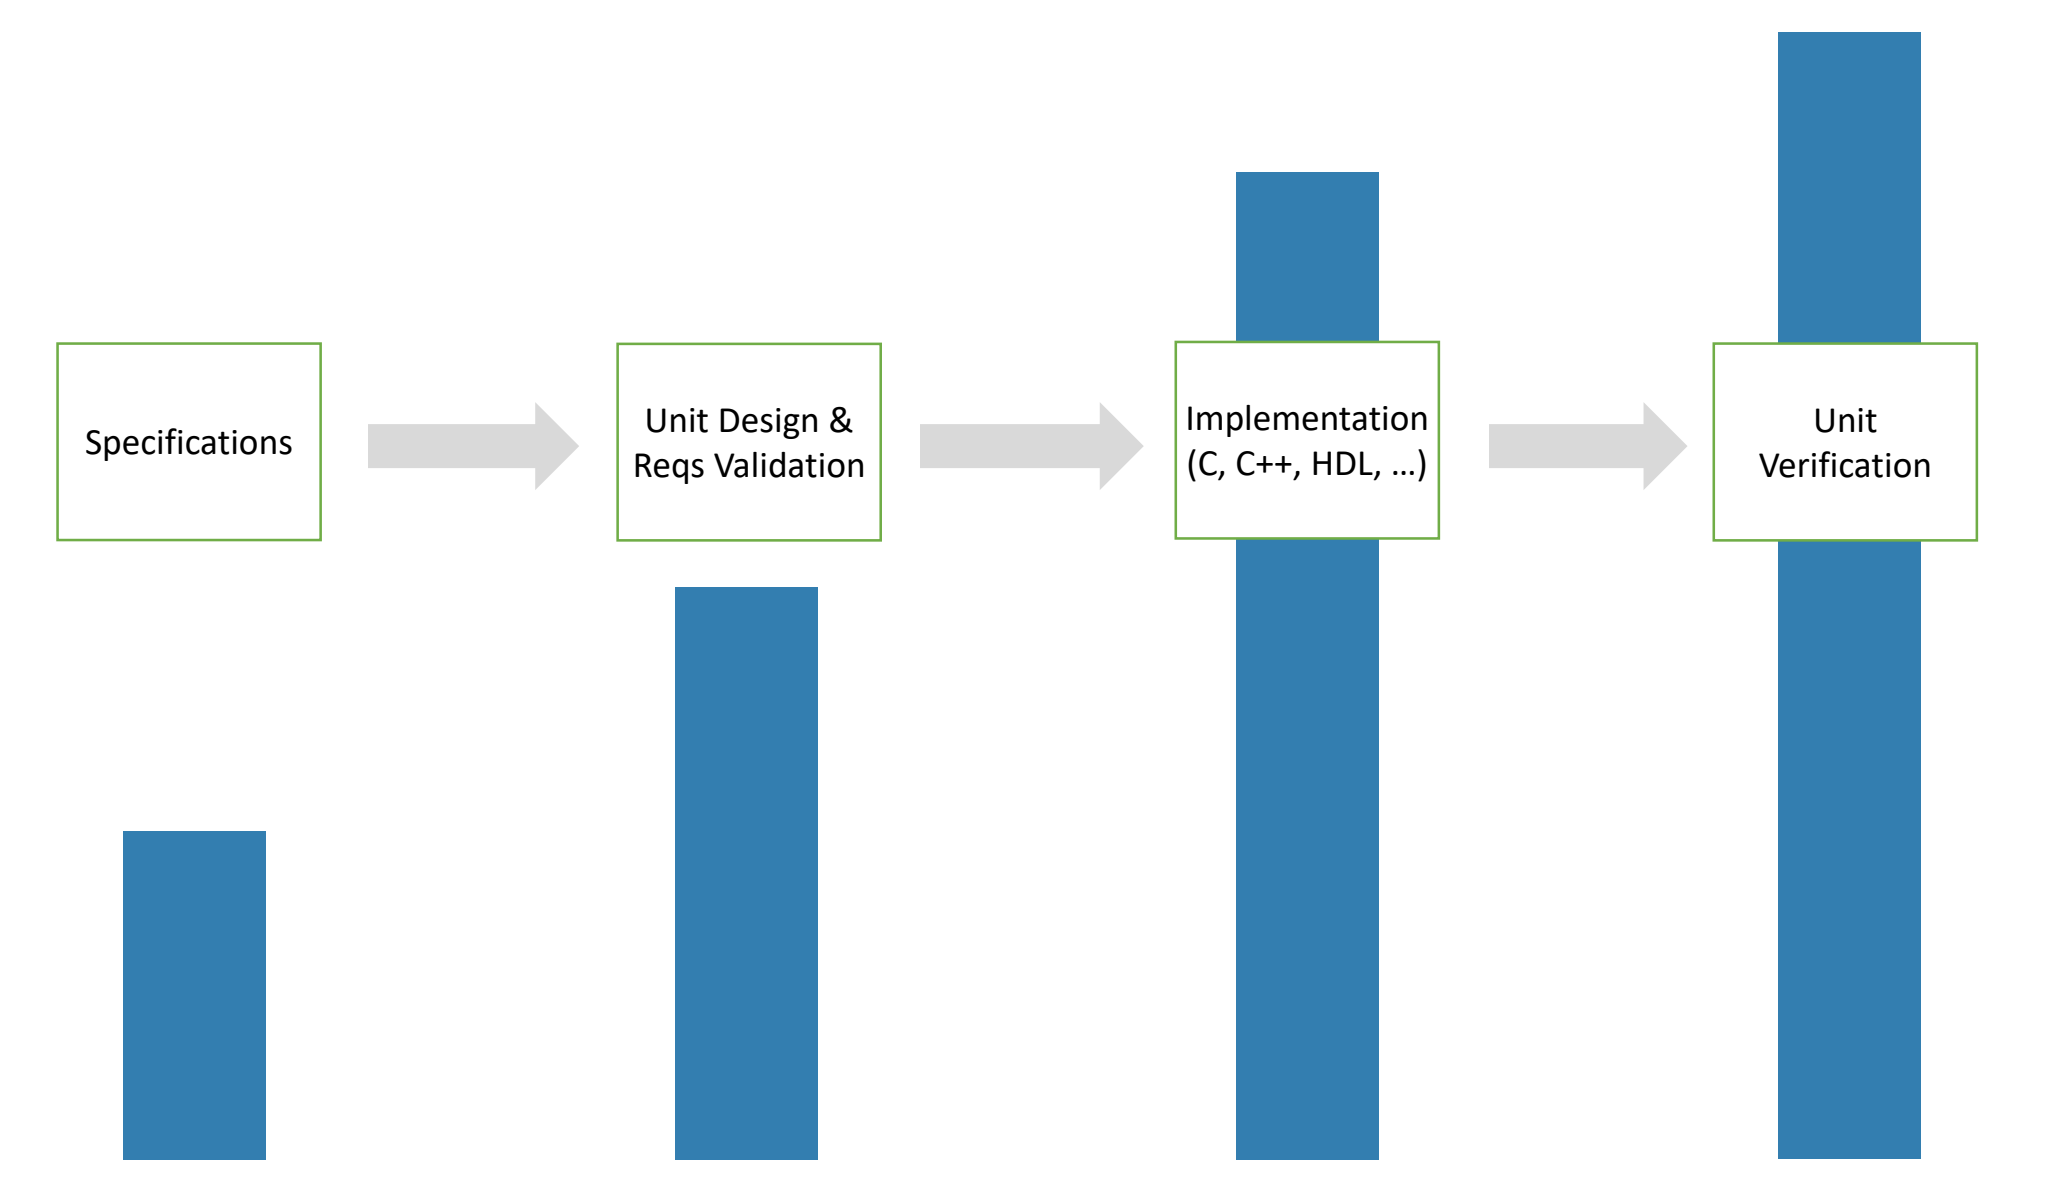 Specifications
Unit Design &
Reqs Validation
Implementation
(C, C++, HDL, ...)
Unit
Verification